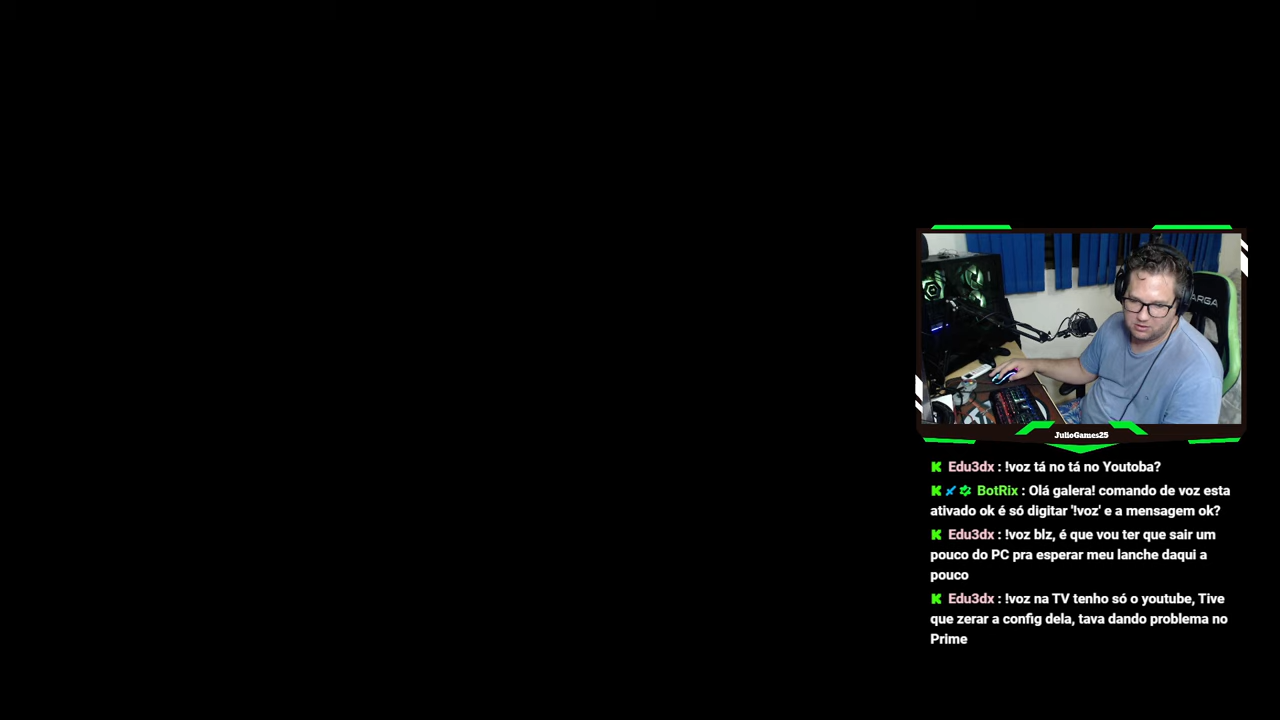 ARGA
JulioGames25
Edu3dx : !voz tá no tá no Youtoba?
BotRix : Olá galera! comando de voz esta
ativado ok é só digitar '!voz' e a mensagem ok?
Edu3dx : !voz blz, é que vou ter que sair um
pouco do PC pra esperar meu lanche daqui a
pouco
Edu3dx : !voz na TV tenho só o youtube, Tive
que zerar a config dela, tava dando problema no
Prime